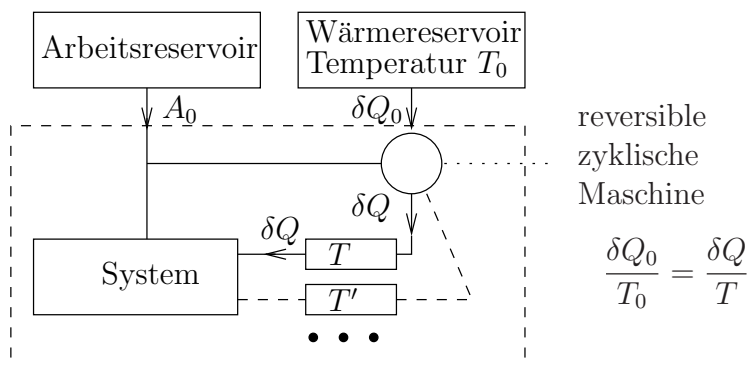 Arbeitsreservoir
Wärmereservoir
Temperatur T₀
A₀
δQ₀
reversible
zyklische
Maschine
δQ
δQ
T
System
T′
δQ₀/T₀ = δQ/T